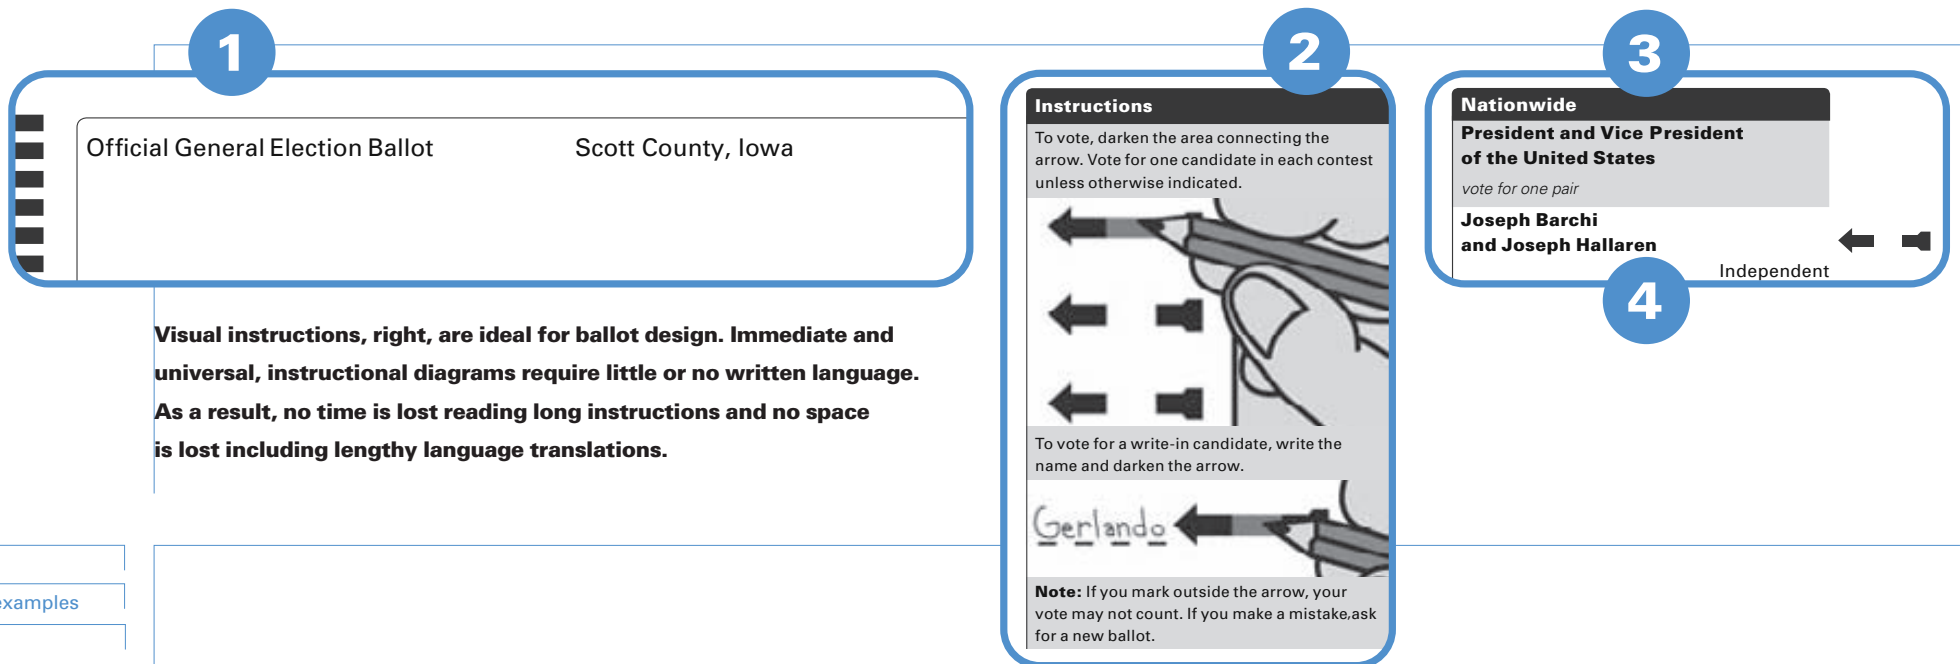 1
Official General Election Ballot
Scott County, Iowa
Visual instructions, right, are ideal for ballot design. Immediate and
universal, instructional diagrams require little or no written language.
As a result, no time is lost reading long instructions and no space
is lost including lengthy language translations.
2
Instructions
To vote, darken the area connecting the
arrow. Vote for one candidate in each contest
unless otherwise indicated.
To vote for a write-in candidate, write the
name and darken the arrow.
Gerlando
Note: If you mark outside the arrow, your
vote may not count. If you make a mistake,ask
for a new ballot.
3
Nationwide
President and Vice President
of the United States
vote for one pair
Joseph Barchi
and Joseph Hallaren
Independent
4
examples